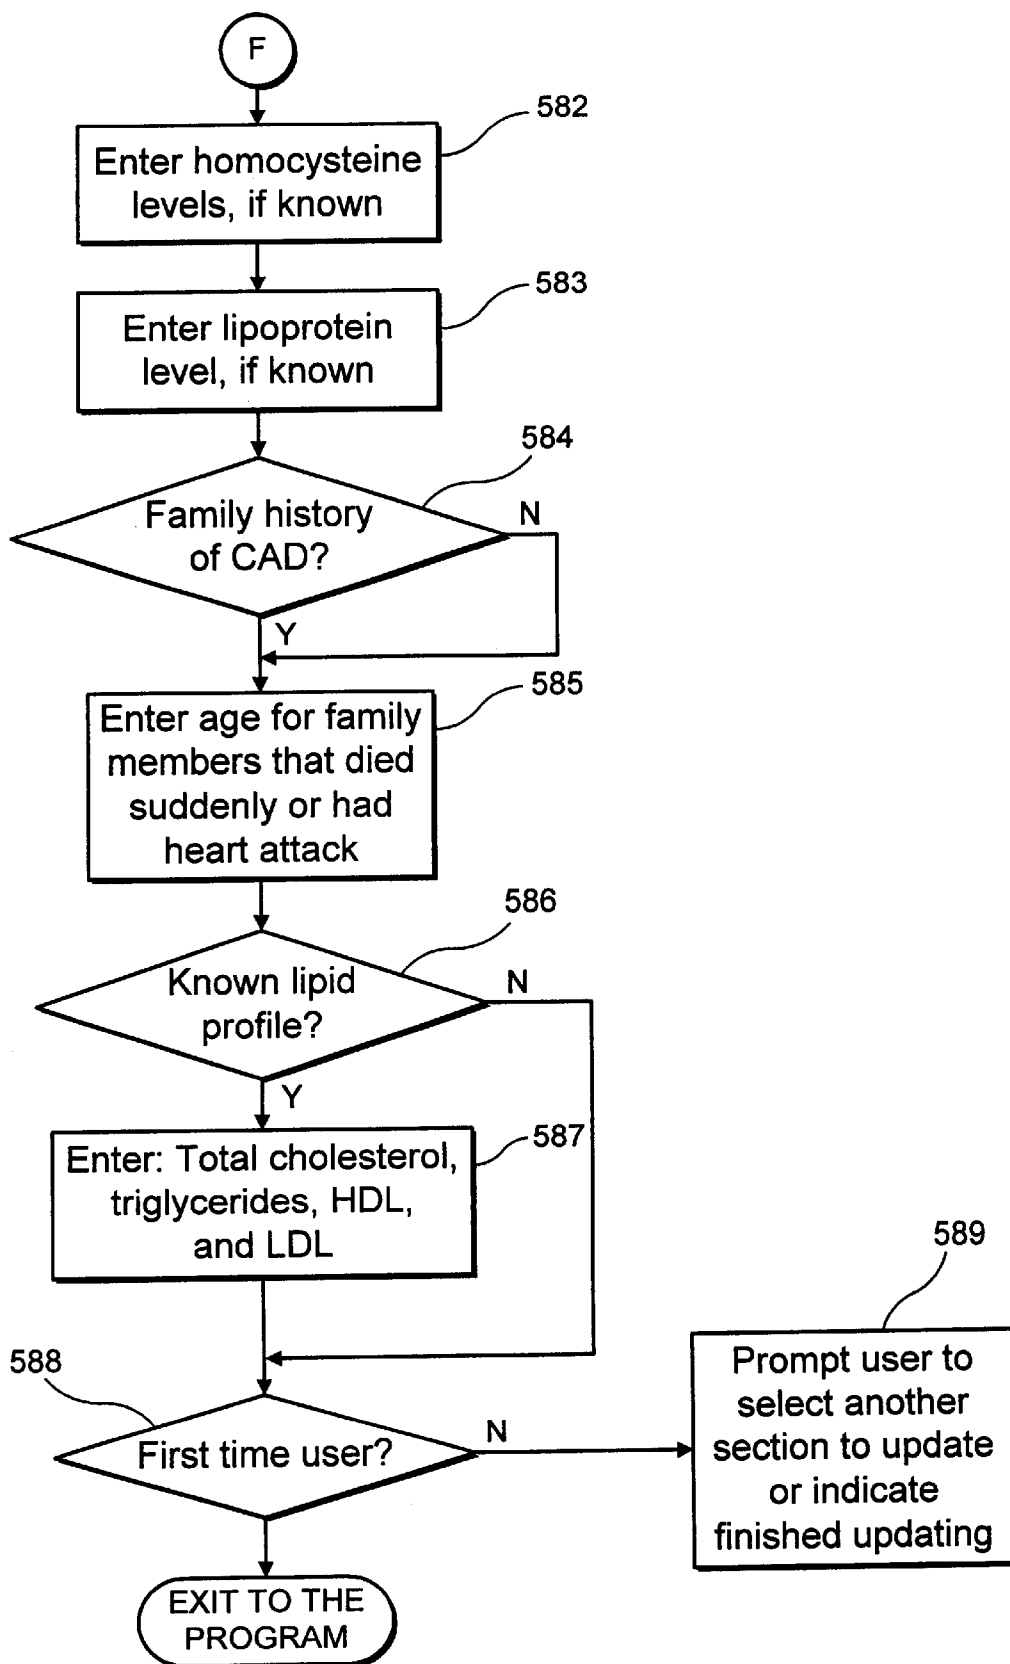 F
582
Enter homocysteine
levels, if known
583
Enter lipoprotein
level, if known
584
Family history
of CAD?
N
Y
585
Enter age for family
members that died
suddenly or had
heart attack
586
Known lipid
profile?
N
Y
587
Enter: Total cholesterol,
triglycerides, HDL,
and LDL
588
First time user?
N
589
Prompt user to
select another
section to update
or indicate
finished updating
EXIT TO THE
PROGRAM